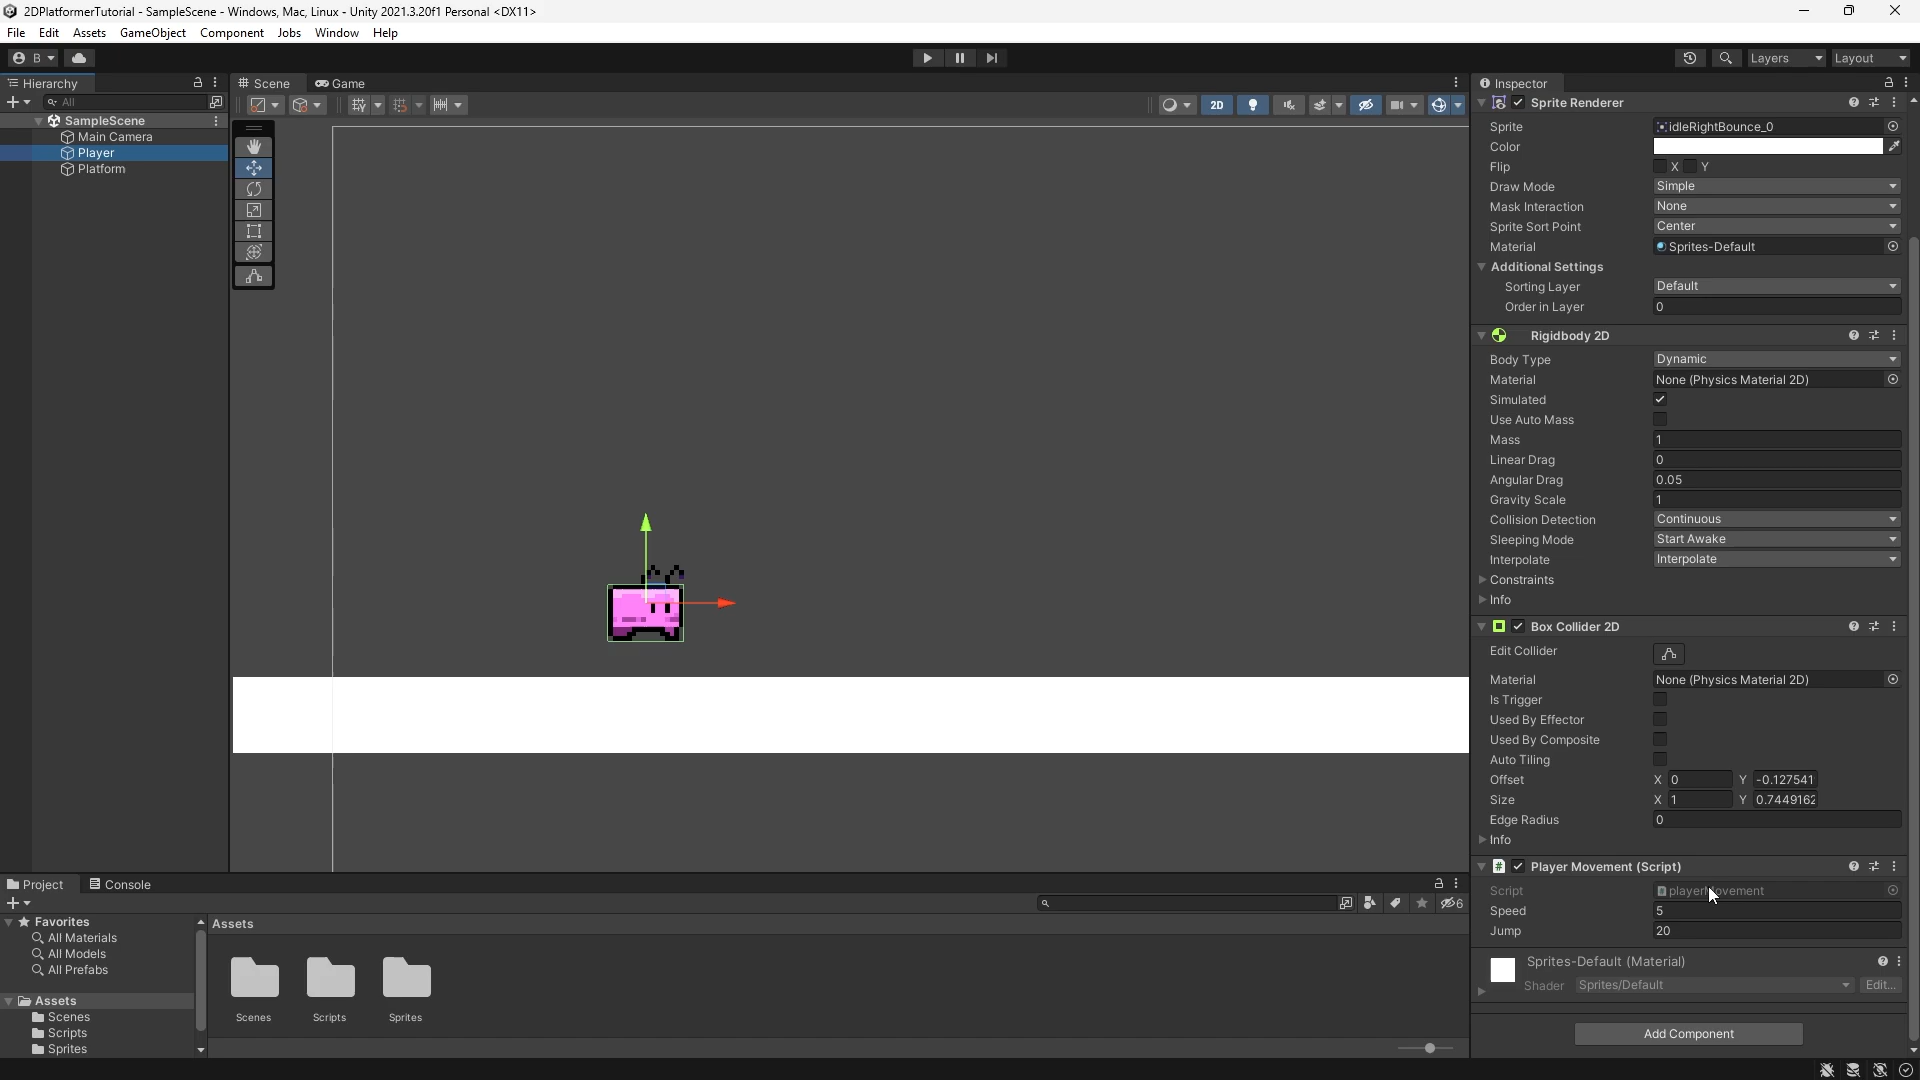 2DPlatformerTutorial - SampleScene - Windows, Mac, Linux - Unity 2021.3.20f1 Personal <DX11>
File Edit Assets GameObject Component Jobs Window Help
B
Layers
Layout
Hierarchy
All
SampleScene
Main Camera
Player
Platform
Scene
Game
2D
Inspector
Sprite Renderer
Sprite idleRightBounce_0
Color
Flip X Y
Draw Mode Simple
Mask Interaction None
Sprite Sort Point Center
Material Sprites-Default
Additional Settings
Sorting Layer Default
Order in Layer 0
Rigidbody 2D
Body Type Dynamic
Material None (Physics Material 2D)
Simulated
Use Auto Mass
Mass 1
Linear Drag 0
Angular Drag 0.05
Gravity Scale 1
Collision Detection Continuous
Sleeping Mode Start Awake
Interpolate Interpolate
Constraints
Info
Box Collider 2D
Edit Collider
Material None (Physics Material 2D)
Is Trigger
Used By Effector
Used By Composite
Auto Tiling
Offset X 0 Y -0.127541
Size X 1 Y 0.7449162
Edge Radius 0
Info
# Player Movement (Script)
Script playerMovement
Speed 5
Jump 20
Sprites-Default (Material)
Shader Sprites/Default Edit...
Add Component
Project
Console
6
Favorites
All Materials
All Models
All Prefabs
Assets
Scenes
Scripts
Sprites
Assets
Scenes
Scripts
Sprites